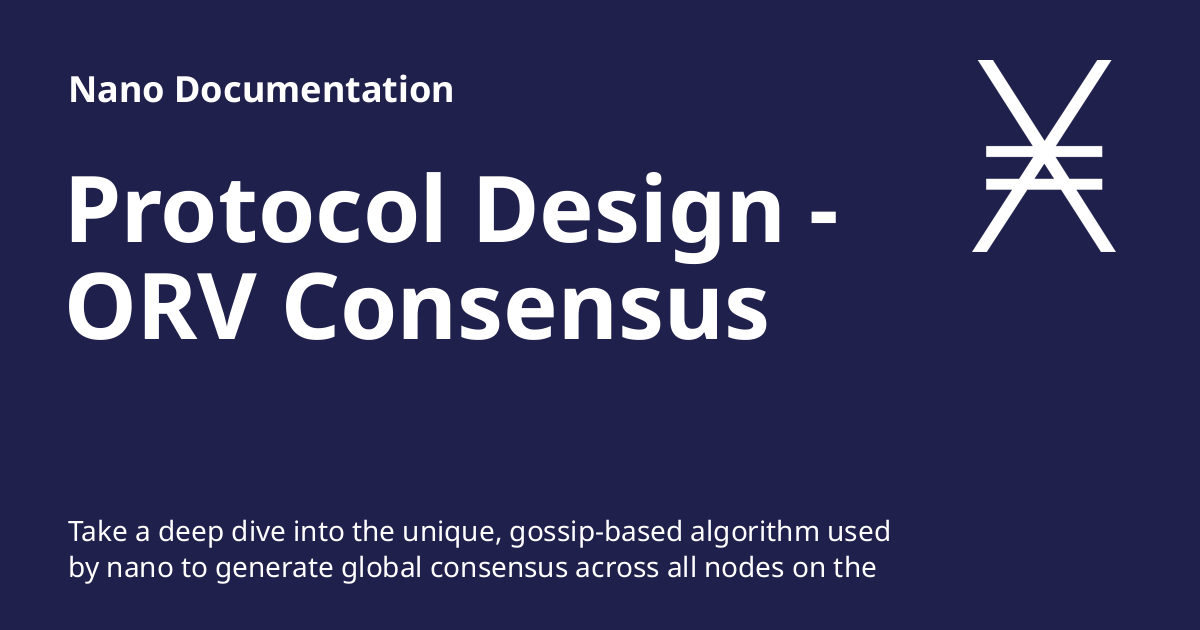 Nano Documentation
Protocol Design -
ORV Consensus
Take a deep dive into the unique, gossip-based algorithm used
by nano to generate global consensus across all nodes on the